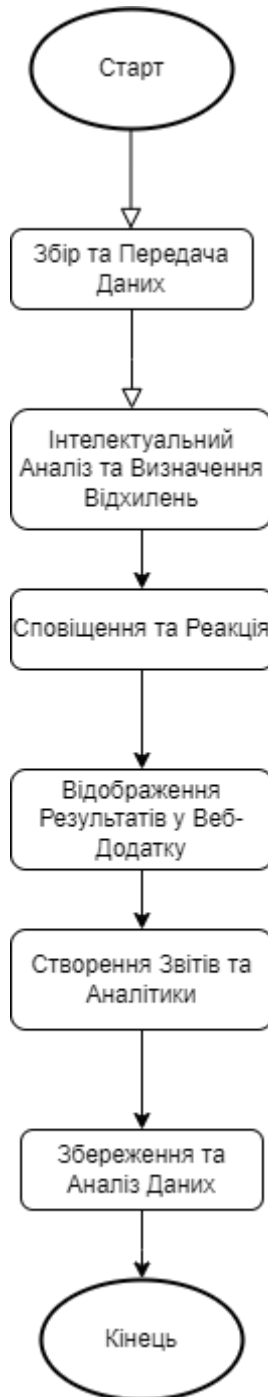 Старт
Збір та Передача
Даних
Інтелектуальний
Аналіз та Визначення
Відхилень
Сповіщення та Реакція
Відображення
Результатів у Веб-
Додатку
Створення Звітів та
Аналітики
Збереження та
Аналіз Даних
Кінець